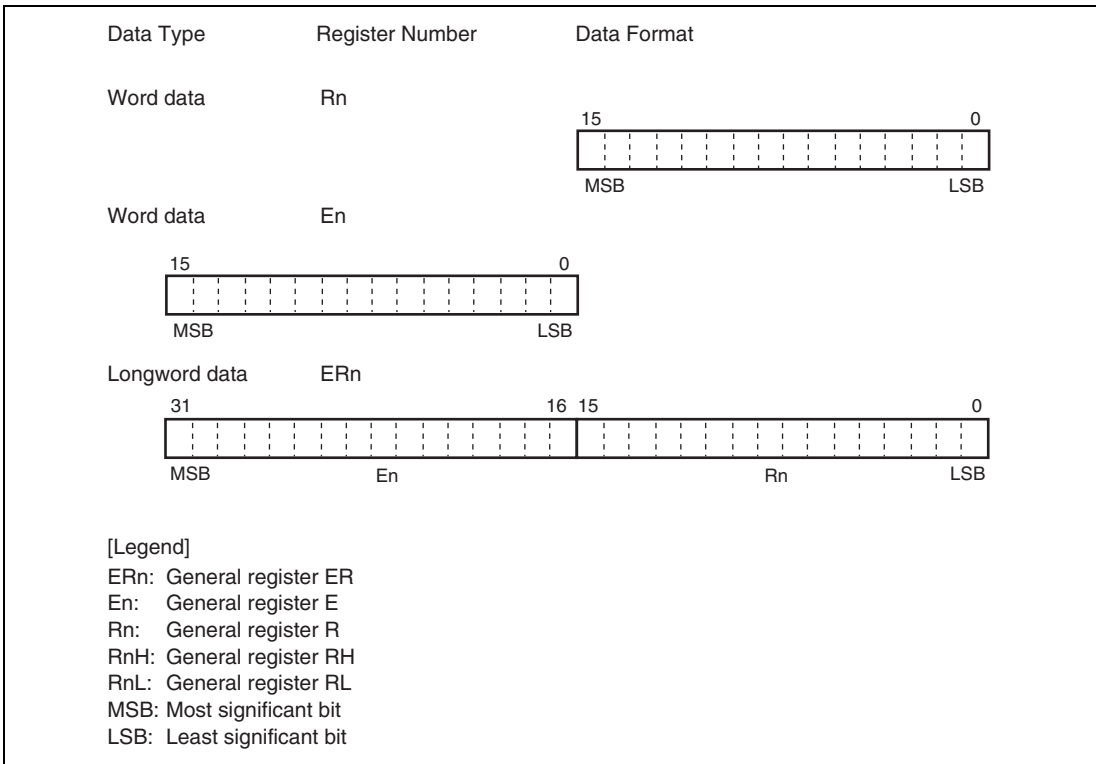 Data Type Register Number Data Format
Word data Rn
15 0
MSB LSB
Word data En
15 0
MSB LSB
Longword data ERn
31 16 15 0
MSB En Rn LSB
[Legend]
ERn: General register ER
En: General register E
Rn: General register R
RnH: General register RH
RnL: General register RL
MSB: Most significant bit
LSB: Least significant bit